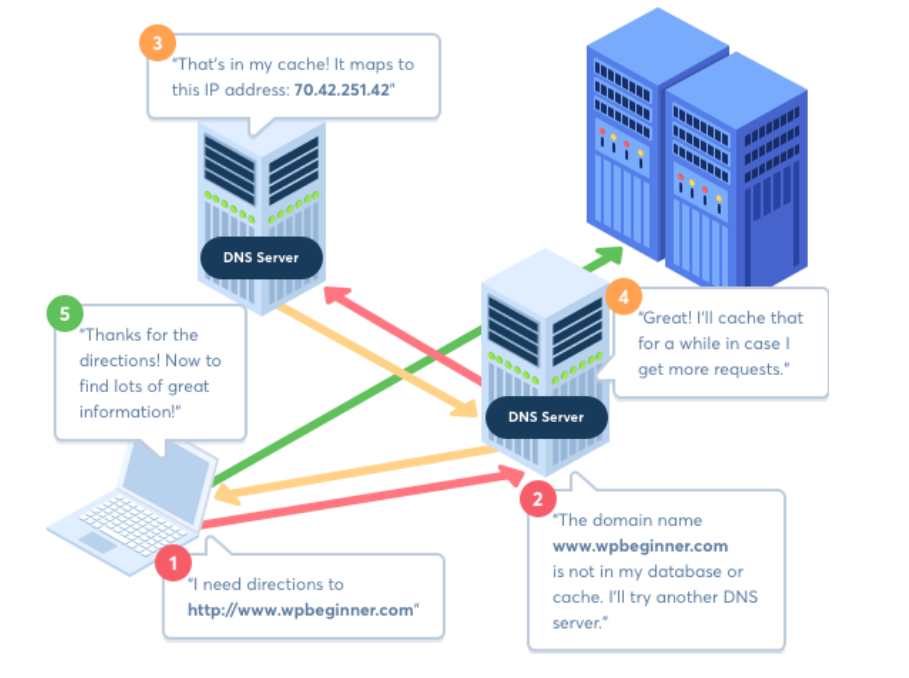 3
"That's in my cache! It maps to
this IP address: 70.42.251.42"
DNS Server
5
"Thanks for the
directions! Now to
find lots of great
information!"
4
"Great! I'll cache that
for a while in case I
get more requests."
DNS Server
2
"The domain name
www.wpbeginner.com
is not in my database or
cache. I'll try another DNS
server."
1
"I need directions to
http://www.wpbeginner.com"